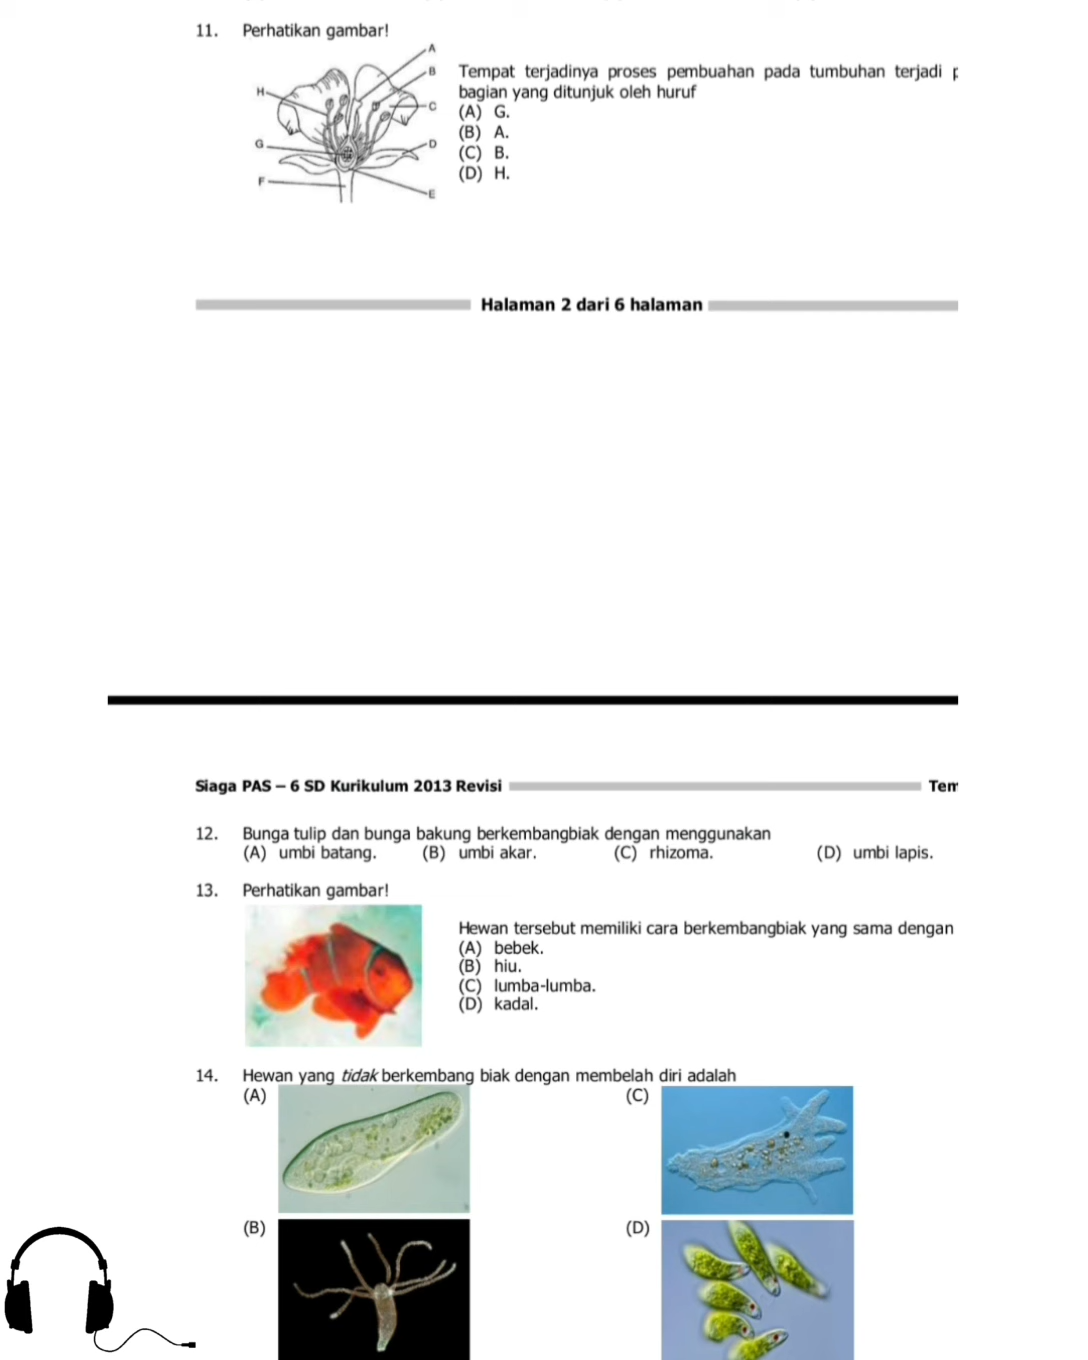 11. Perhatikan gambar!
A
B
H
C
G
D
F
E
Tempat terjadinya proses pembuahan pada tumbuhan terjadi
bagian yang ditunjuk oleh huruf
(A) G.
(B) A.
(C) B.
(D) H.
Halaman 2 dari 6 halaman
Siaga PAS – 6 SD Kurikulum 2013 Revisi
12. Bunga tulip dan bunga bakung berkembangbiak dengan menggunakan
(A) umbi batang. (B) umbi akar. (C) rhizoma. (D) umbi lapis.
13. Perhatikan gambar!
Hewan tersebut memiliki cara berkembangbiak yang sama dengan
(A) bebek.
(B) hiu.
(C) lumba-lumba.
(D) kadal.
14. Hewan yang tidak berkembang biak dengan membelah diri adalah
(A) (C)
(B) (D)